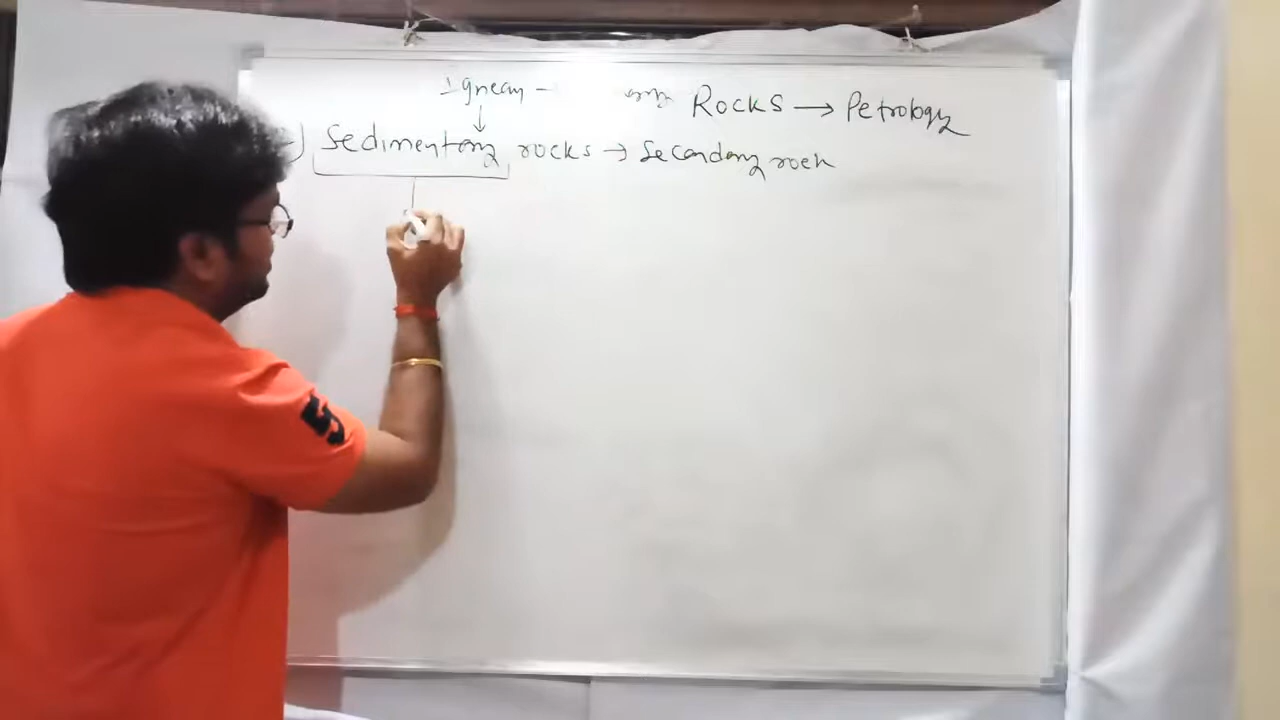 Igneous - Rocks → Petrology
) Sedimentary rocks → Secondary rock